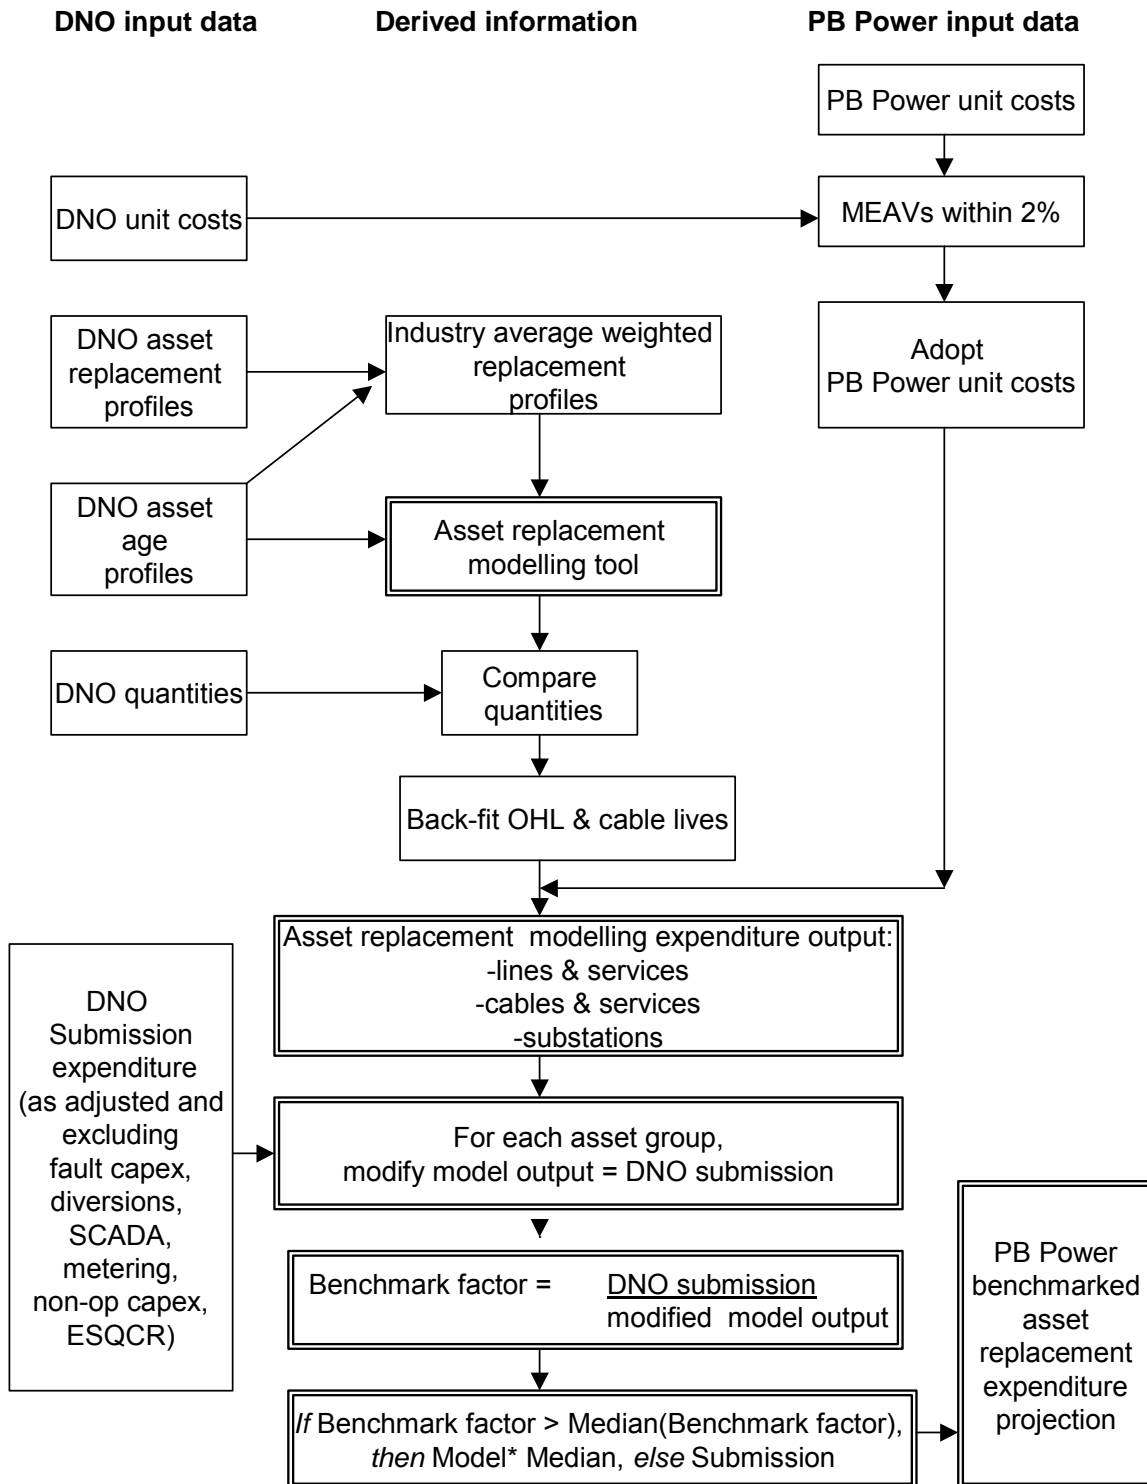 DNO input data
Derived information
PB Power input data
PB Power unit costs
DNO unit costs
MEAVs within 2%
DNO asset
replacement
profiles
Industry average weighted
replacement
profiles
Adopt
PB Power unit costs
DNO asset
age
profiles
Asset replacement
modelling tool
DNO quantities
Compare
quantities
Back-fit OHL & cable lives
Asset replacement modelling expenditure output:
-lines & services
-cables & services
-substations
DNO
Submission
expenditure
(as adjusted and
excluding
fault capex,
diversions,
SCADA,
metering,
non-op capex,
ESQCR)
For each asset group,
modify model output = DNO submission
Benchmark factor = DNO submission
modified model output
If Benchmark factor > Median(Benchmark factor),
then Model* Median, else Submission
PB Power
benchmarked
asset
replacement
expenditure
projection